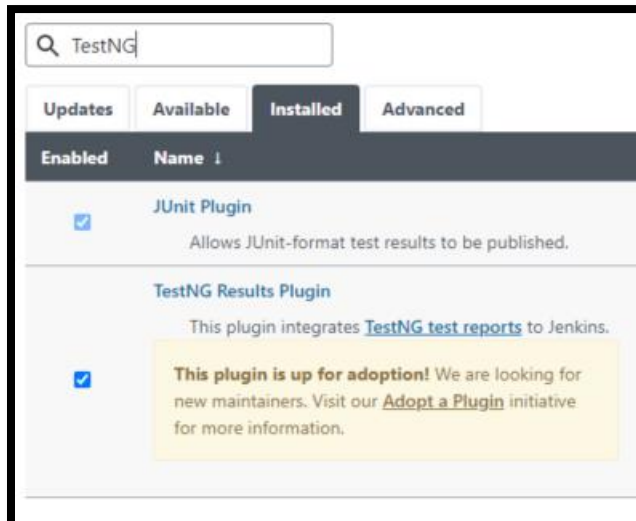 TestNG
Updates Available Installed Advanced
Enabled Name ↓
JUnit Plugin
Allows JUnit-format test results to be published.
TestNG Results Plugin
This plugin integrates TestNG test reports to Jenkins.
This plugin is up for adoption! We are looking for
new maintainers. Visit our Adopt a Plugin initiative
for more information.